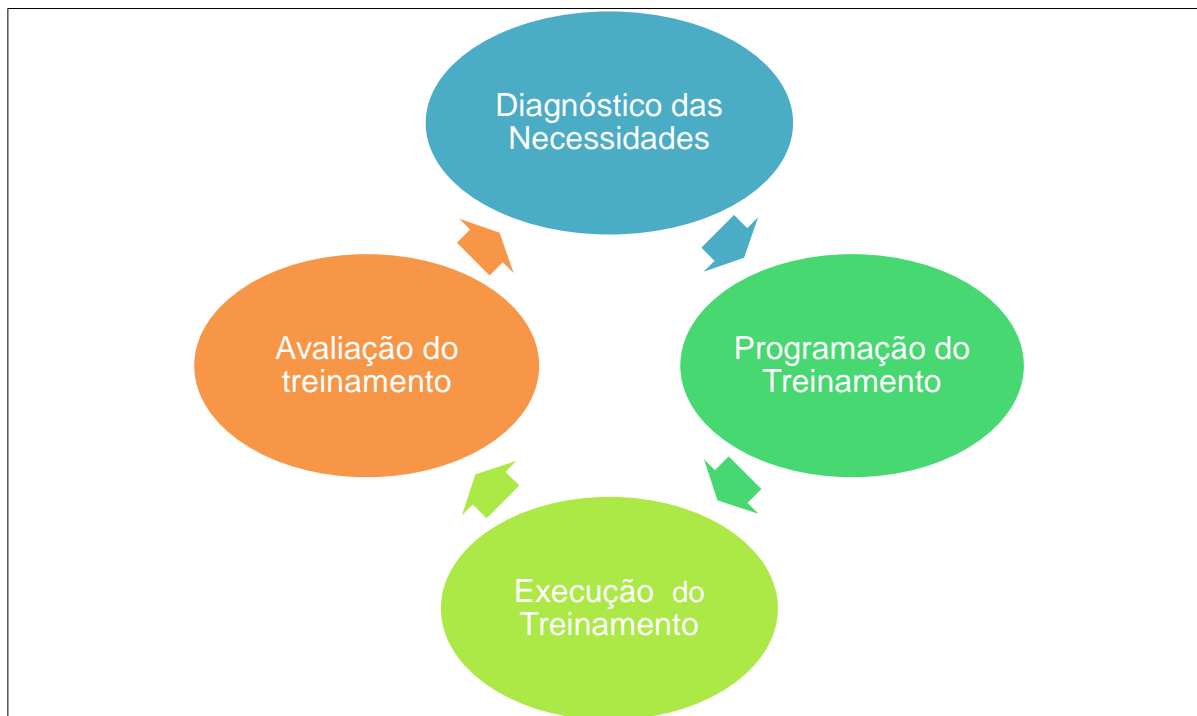 Diagnóstico das
Necessidades
Programação do
Treinamento
Execução do
Treinamento
Avaliação do
treinamento